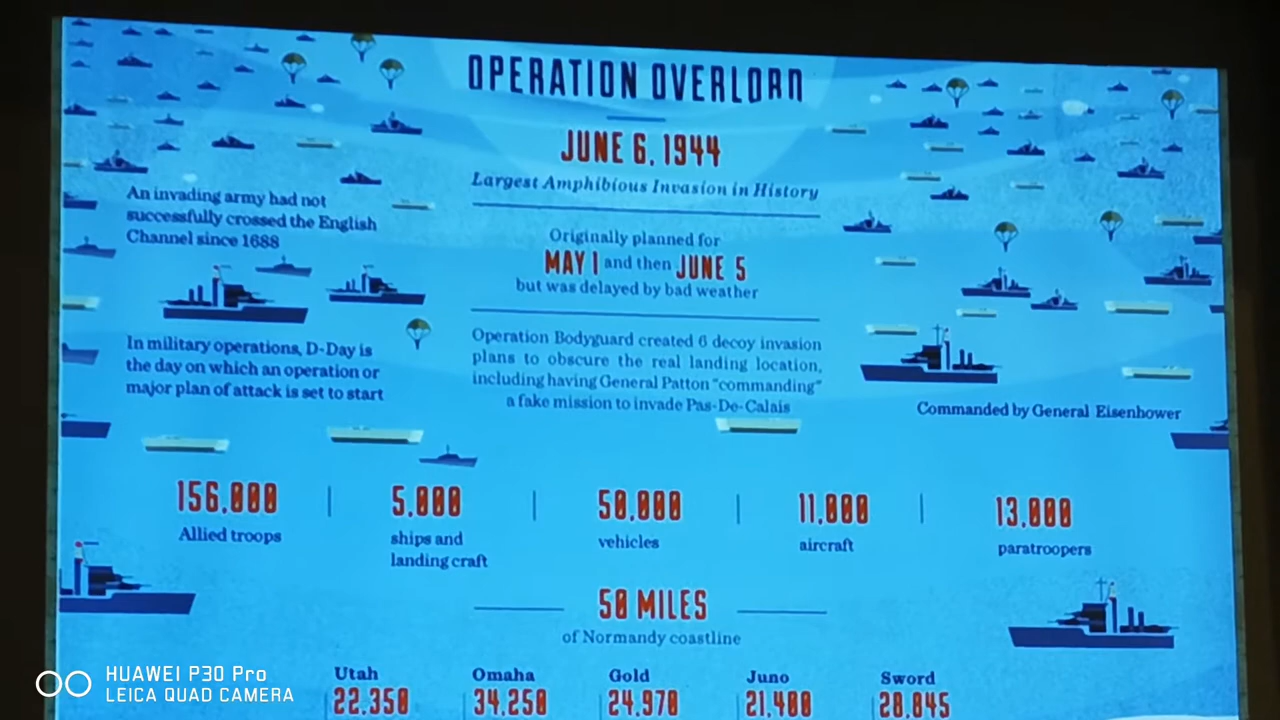 OPERATION OVERLORD
JUNE 6, 1944
Largest Amphibious Invasion in History
An invading army had not
successfully crossed the English
Channel since 1688
Originally planned for
MAY 1 and then JUNE 5
but was delayed by bad weather
In military operations, D-Day is
the day on which an operation or
major plan of attack is set to start
Operation Bodyguard created 6 decoy invasion
plans to obscure the real landing location,
including having General Patton "commanding"
a fake mission to invade Pas-De-Calais
Commanded by General Eisenhower
156,000 5,000 50,000 11,000 13,000
Allied troops ships and vehicles aircraft paratroopers
landing craft
50 MILES
of Normandy coastline
Utah Omaha Gold Juno Sword
22,350 34,250 24,970 21,400 28,845
HUAWEI P30 Pro
LEICA QUAD CAMERA